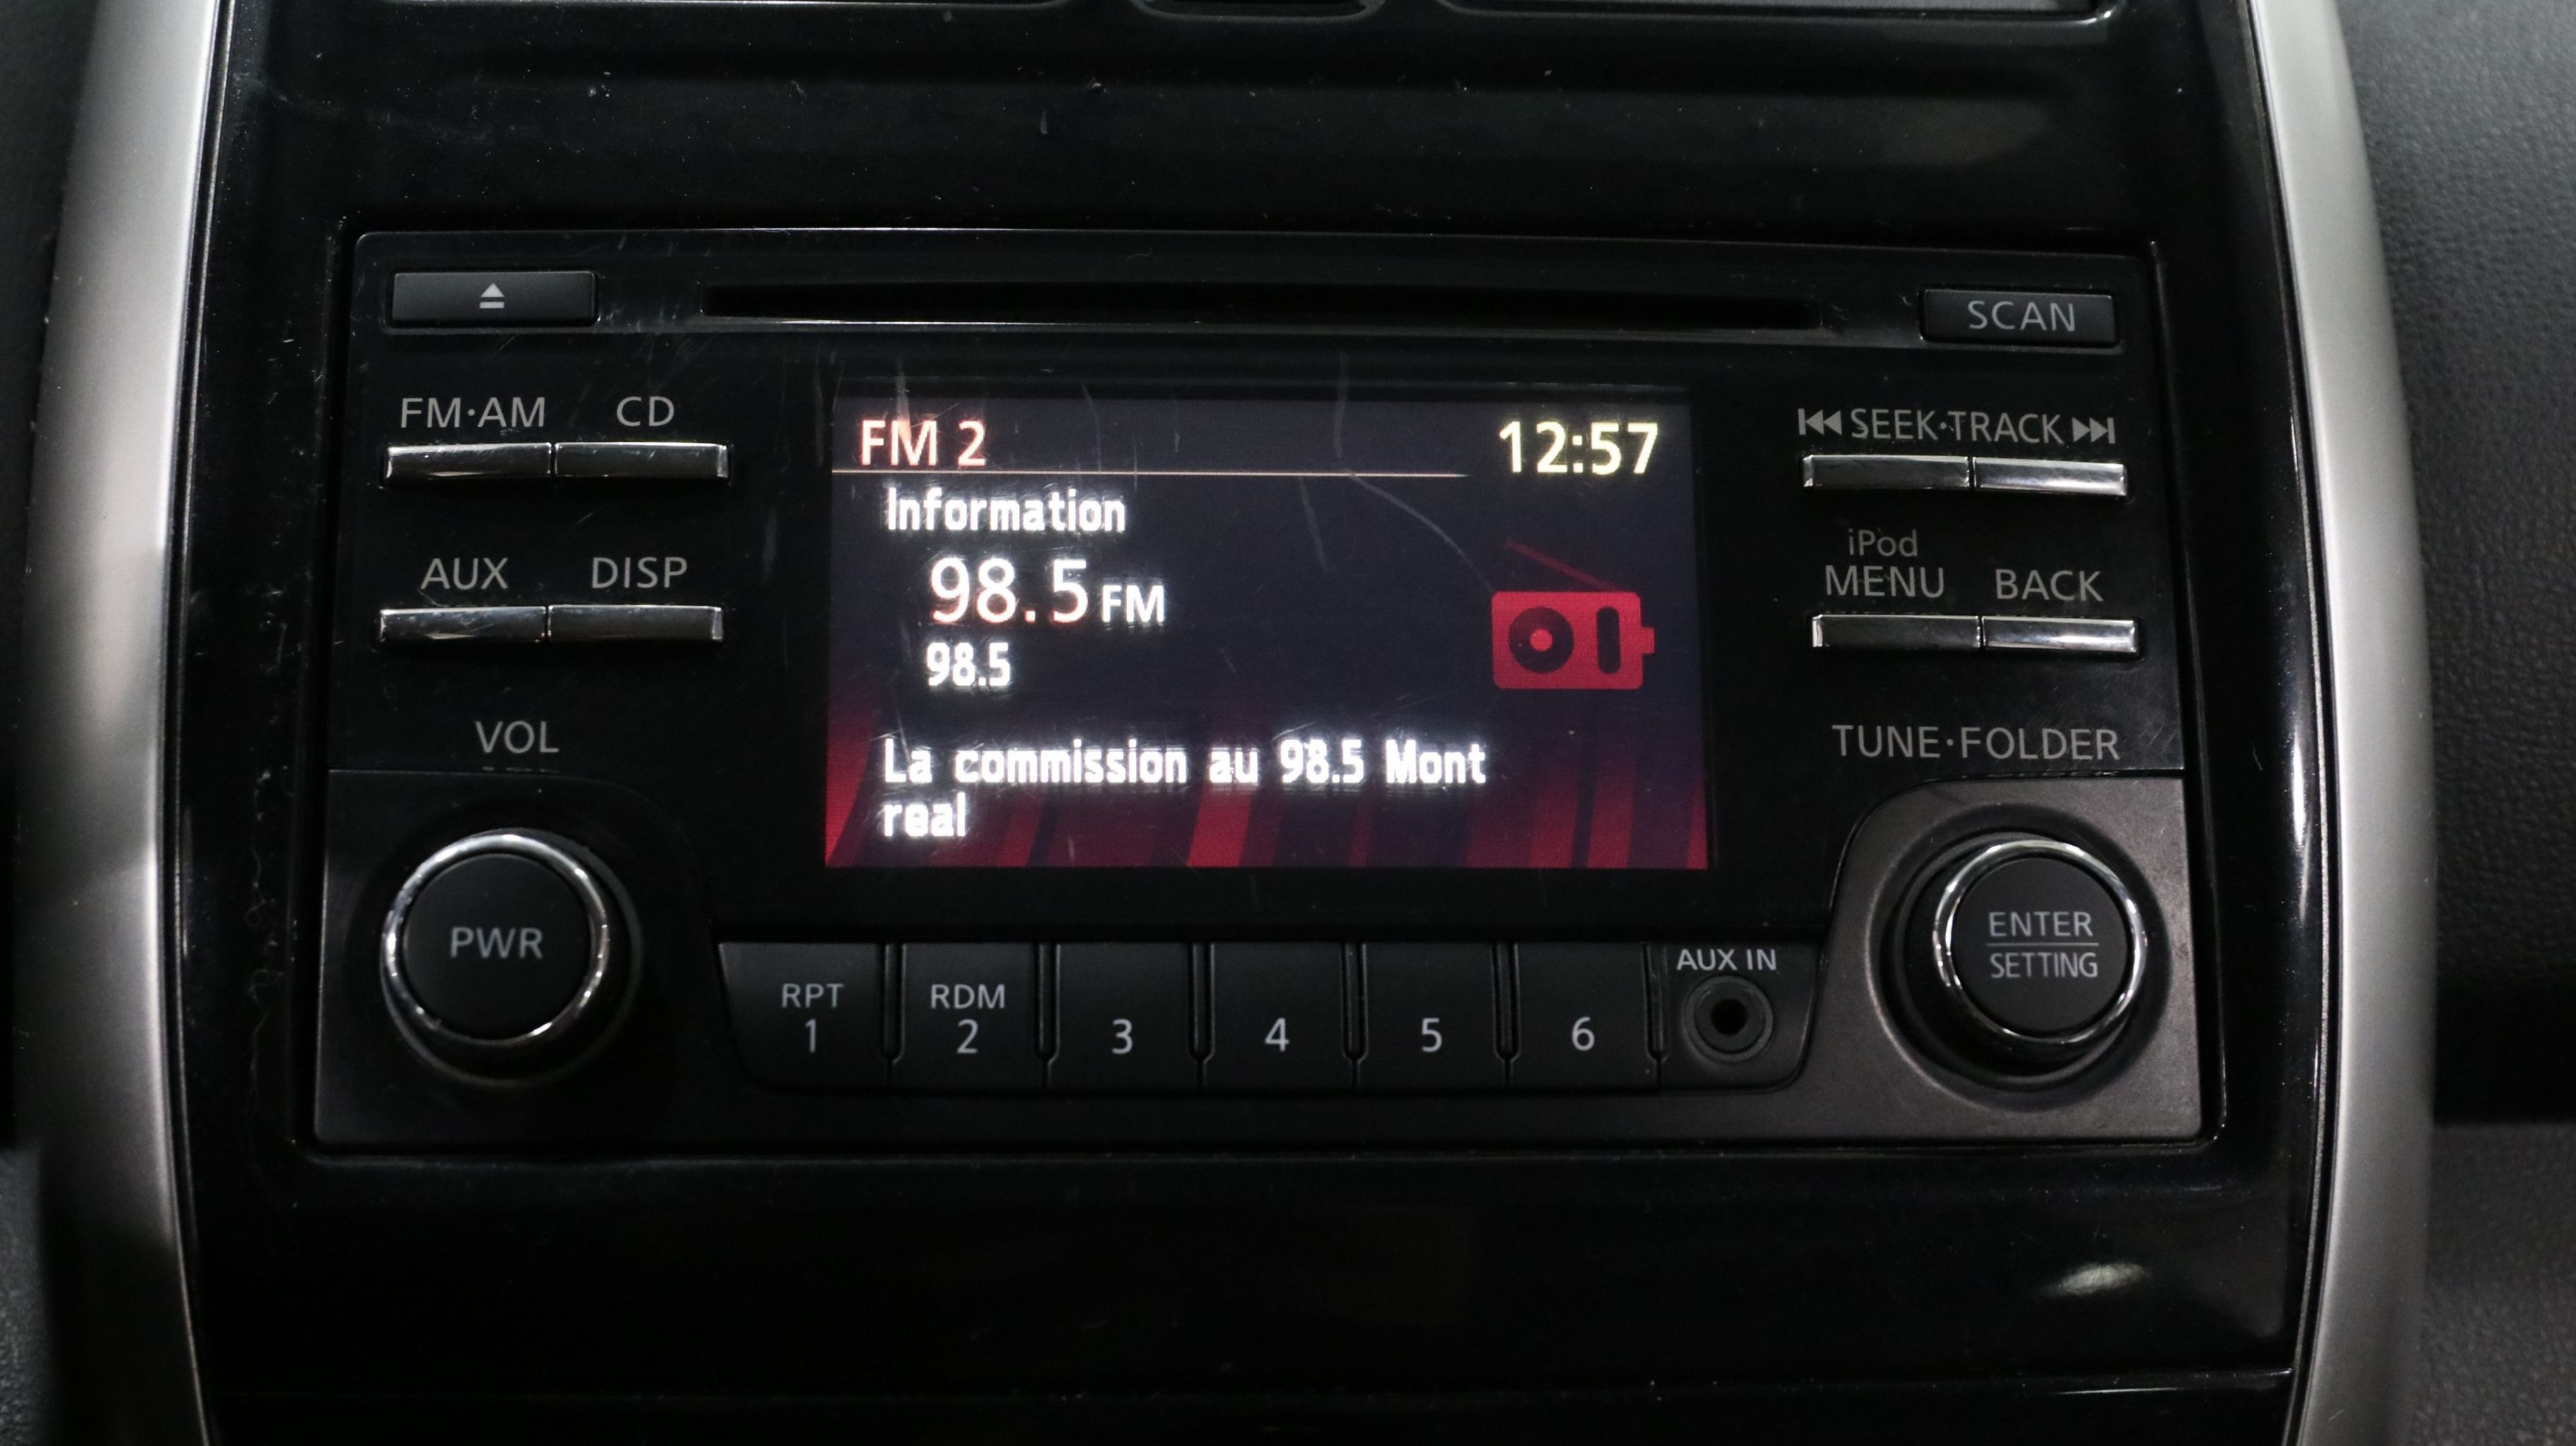 SCAN
FM·AM CD
SEEK·TRACK
FM 2 12:57
Information
98.5 FM
98.5
La commission au 98.5 Mont
real
AUX DISP
iPod
MENU BACK
VOL
TUNE·FOLDER
PWR
ENTER
SETTING
RPT
1
RDM
2
3
4
5
6
AUX IN